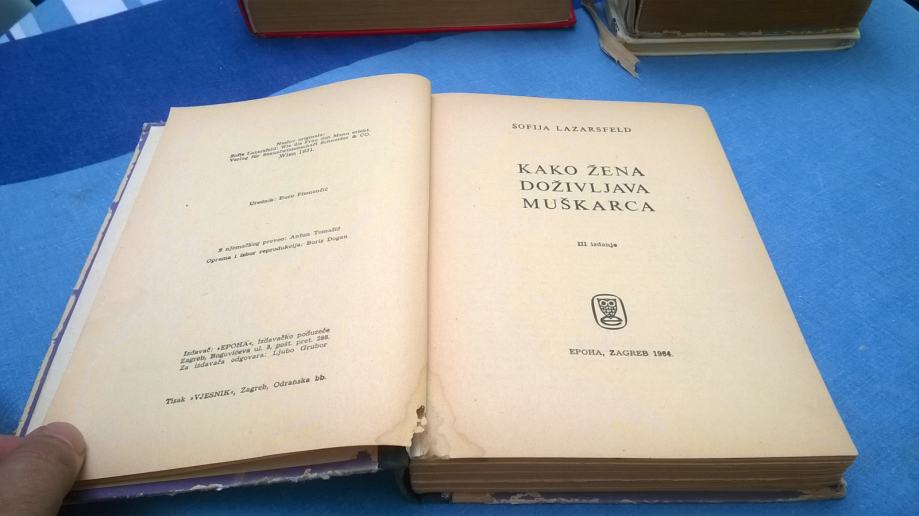 Naslov originala:
Sofie Lazarsfeld: Wie die Frau den Mann erlebt.
Verlag für Sexualwissenschaft Schneider & CO.
Wien 1931.
Urednik: Đuro Plemenčić
S njemačkog preveo: Antun Tomašić
Oprema i izbor reprodukcija: Boris Dogan
Izdavač: »EPOHA«, izdavačko poduzeće
Zagreb, Bogovićeva ul. 3, pošt. pret. 288.
Za izdavača odgovara: Ljubo Grubor
Tisak »VJESNIK«, Zagreb, Odranska bb.
SOFIJA LAZARSFELD
KAKO ŽENA
DOŽIVLJAVA
MUŠKARCA
III izdanje
EPOHA, ZAGREB 1964.